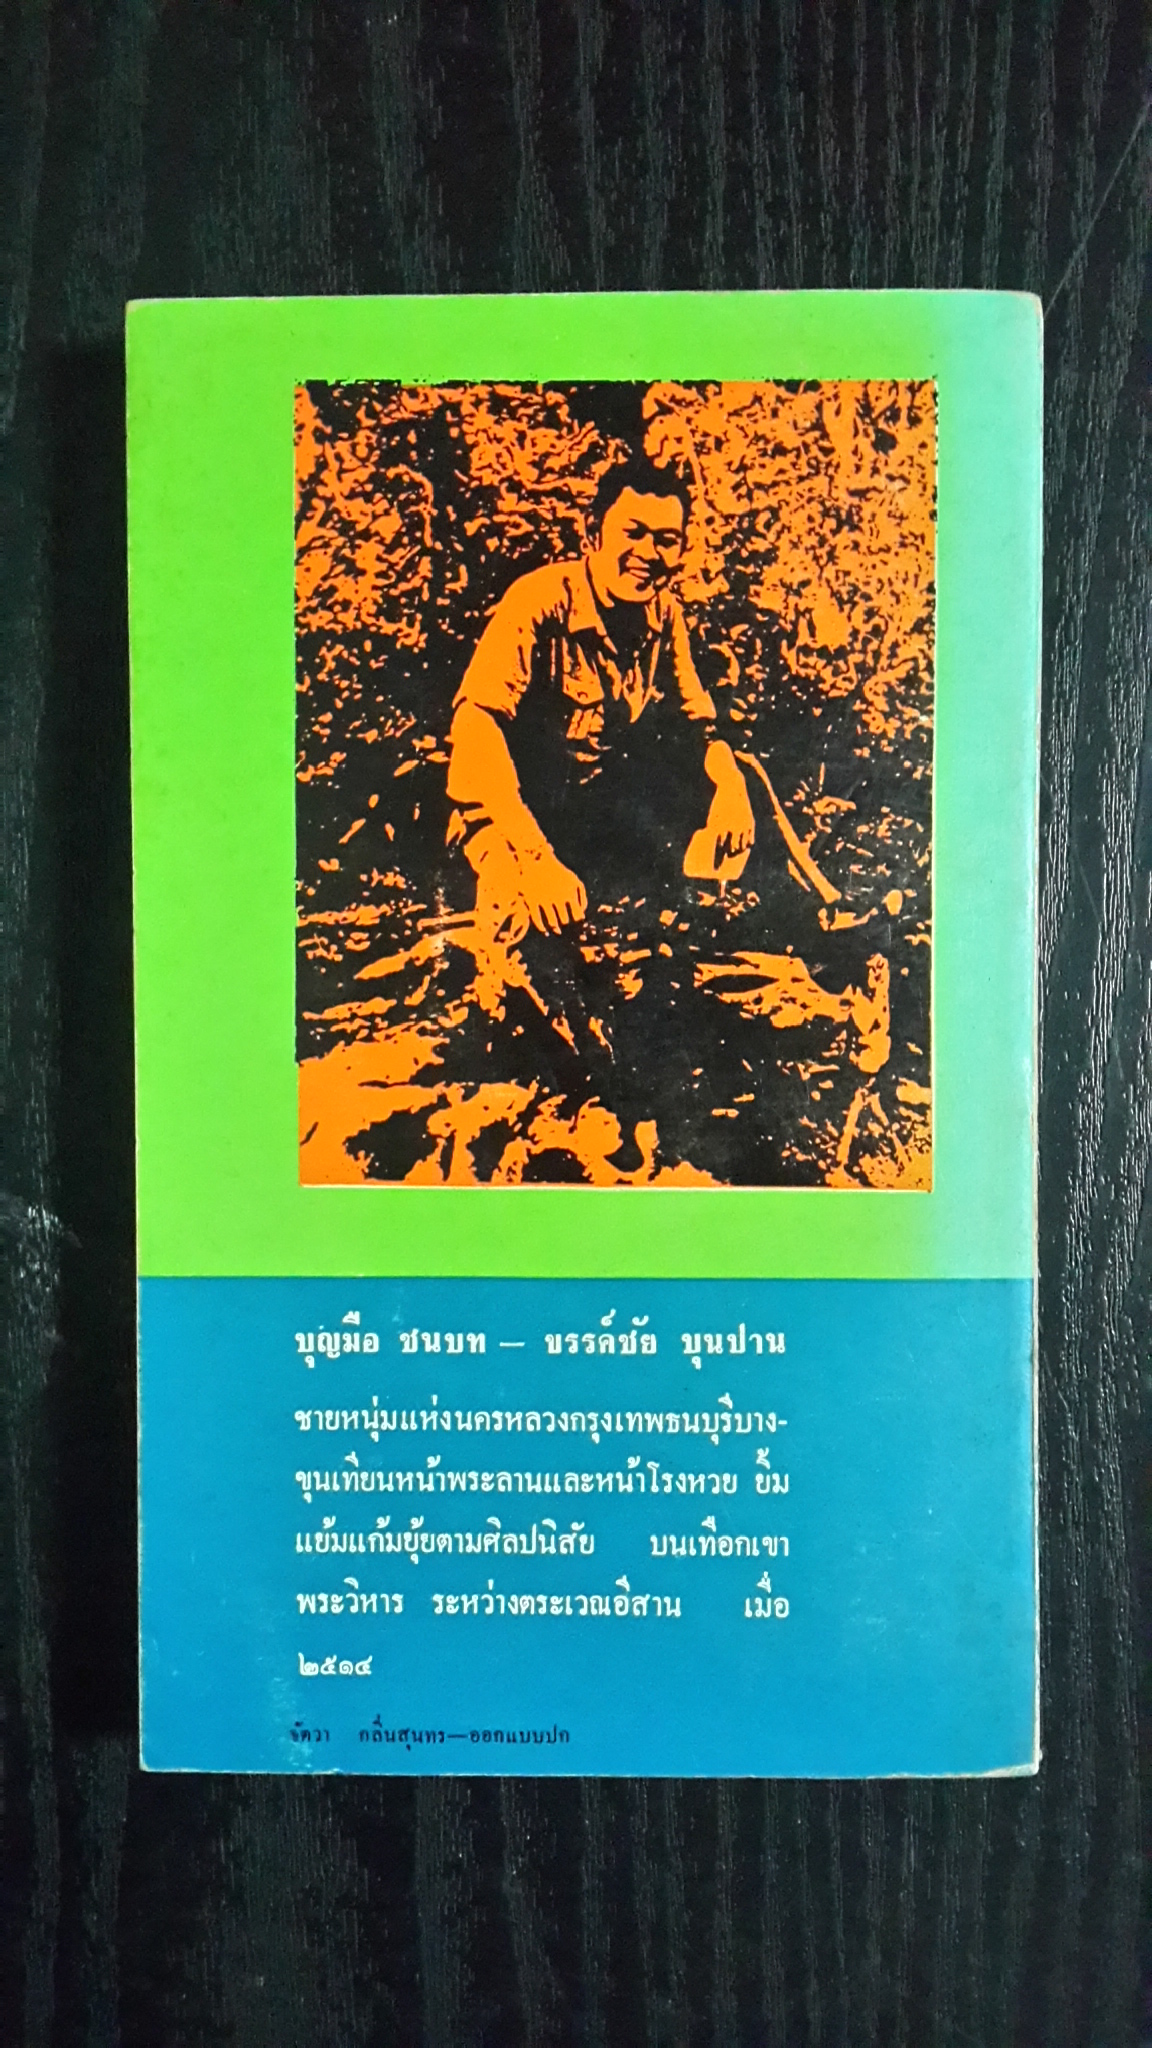 บุญมือ ชนบท — ขรรค์ชัย บุนปาน
ชายหนุ่มแห่งนครหลวงกรุงเทพธนบุรีบาง-
ขุนเทียนหน้าพระลานและหน้าโรงหวย ยิ้ม
แย้มแก้มยุ้ยตามศิลปนิสัย บนเทือกเขา
พระวิหาร ระหว่างตระเวณอีสาน เมื่อ
๒๕๑๔
จัตวา กลิ่นสุนทร—ออกแบบปก